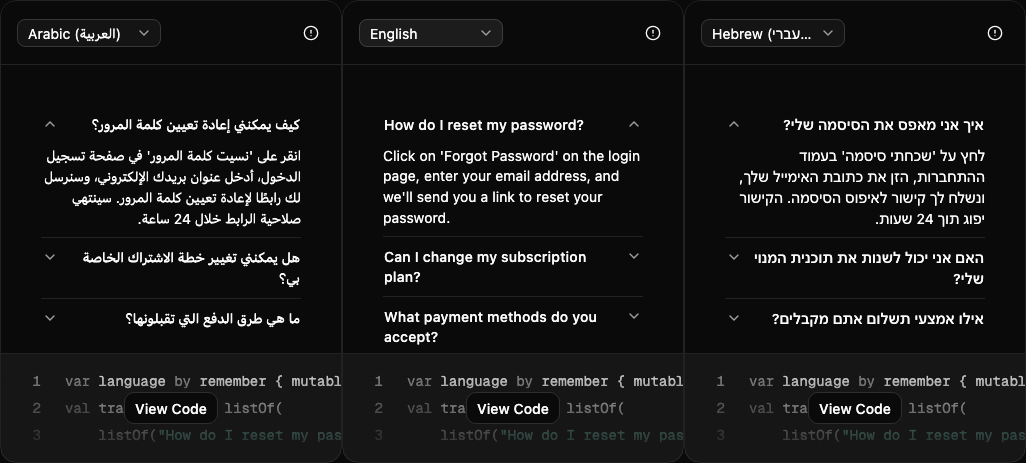 Arabic (العربية)
كيف يمكنني إعادة تعيين كلمة المرور؟
انقر على 'نسيت كلمة المرور' في صفحة تسجيل
الدخول، أدخل عنوان بريدك الإلكتروني، وسنرسل
لك رابطًا لإعادة تعيين كلمة المرور. سينتهي
صلاحية الرابط خلال 24 ساعة.
هل يمكنني تغيير خطة الاشتراك الخاصة
بي؟
ما هي طرق الدفع التي تقبلونها؟
1 var language by remember { mutabl
2 val tra
View Code
listOf(
3 listOf("How do I reset my pas
English
How do I reset my password?
Click on 'Forgot Password' on the login
page, enter your email address, and
we'll send you a link to reset your
password.
Can I change my subscription
plan?
What payment methods do you
accept?
1 var language by remember { mutabl
2 val tra
View Code
listOf(
3 listOf("How do I reset my pas
Hebrew (עברי...
איך אני מאפס את הסיסמה שלי?
לחץ על 'שכחתי סיסמה' בעמוד
ההתחברות, הזן את כתובת האימייל שלך,
ונשלח לך קישור לאיפוס הסיסמה. הקישור
יפוג תוך 24 שעות.
האם אני יכול לשנות את תוכנית המנוי
שלי?
אילו אמצעי תשלום אתם מקבלים?
1 var language by remember { mutabl
2 val tra
View Code
listOf(
3 listOf("How do I reset my pas